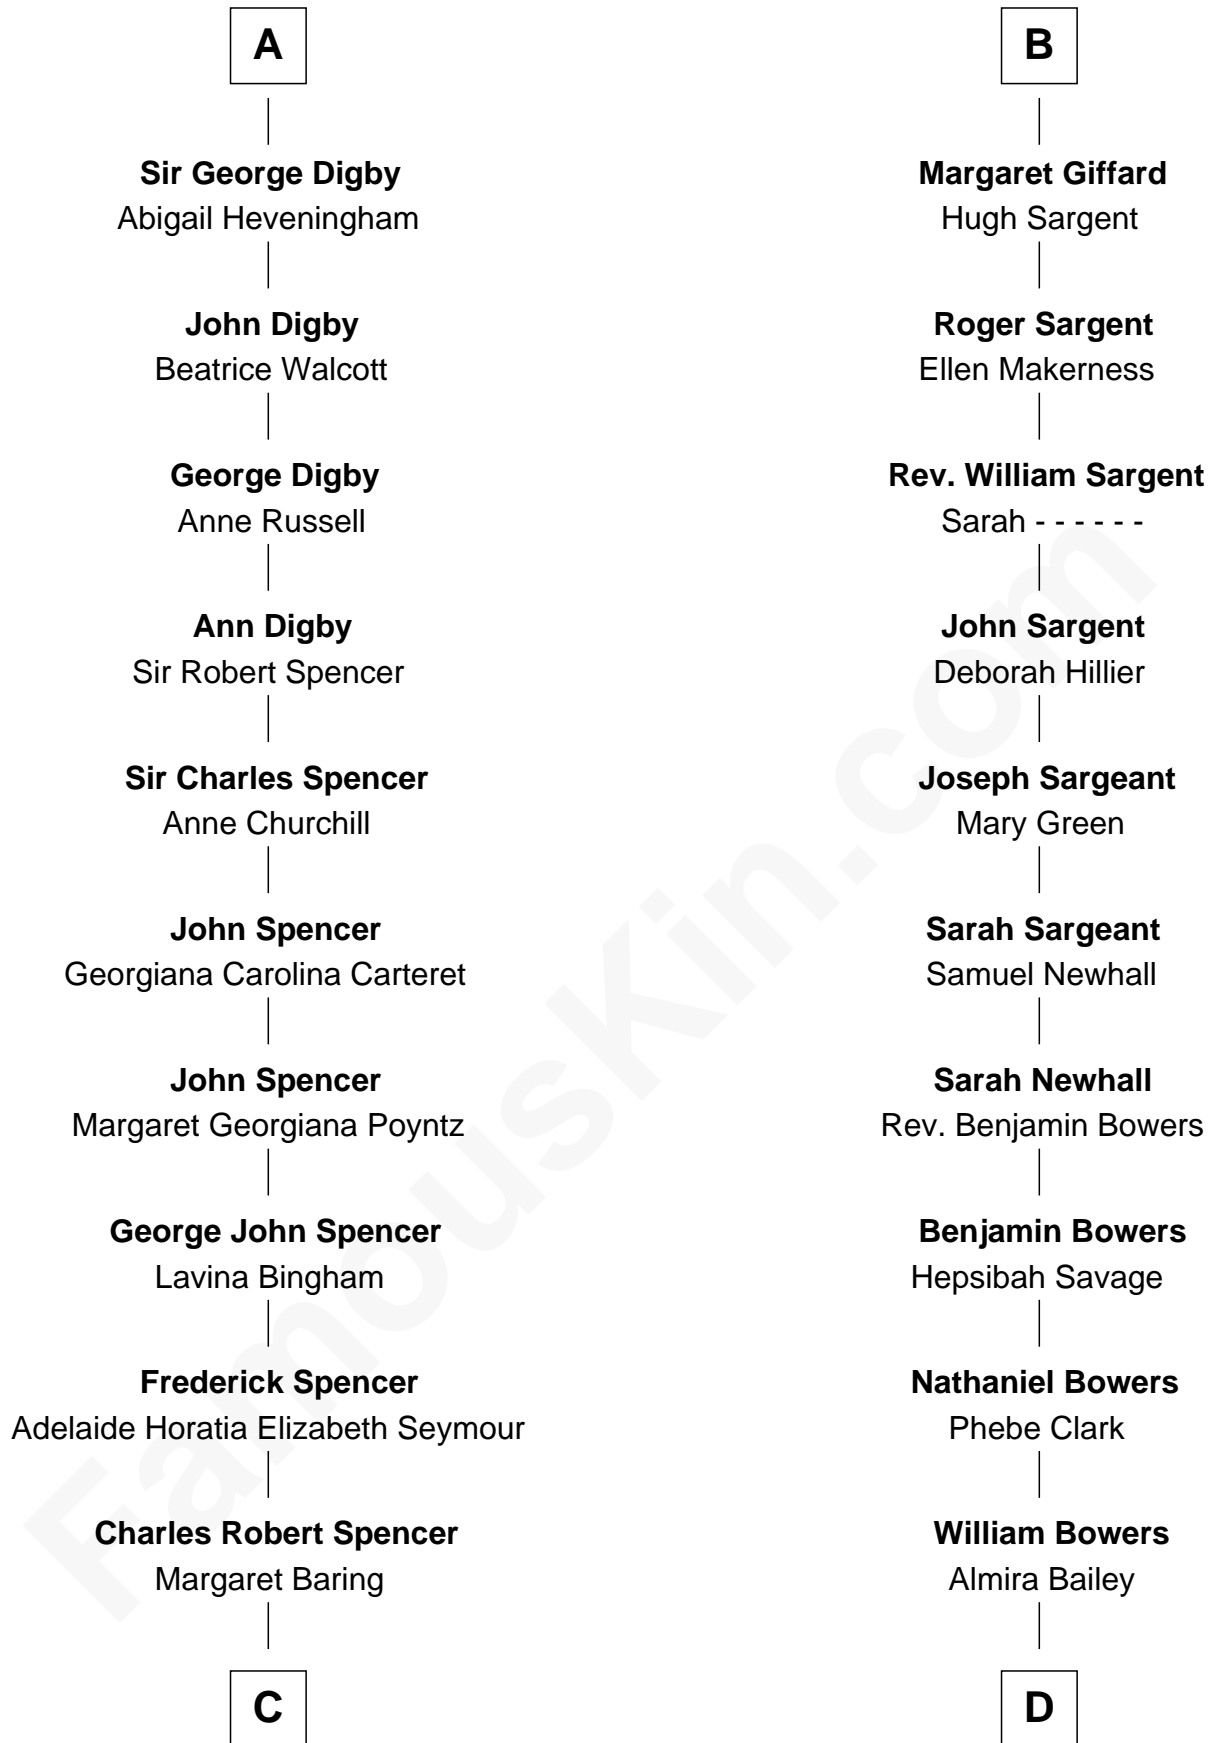 A
Sir George Digby
Abigail Heveningham
John Digby
Beatrice Walcott
George Digby
Anne Russell
Ann Digby
Sir Robert Spencer
Sir Charles Spencer
Anne Churchill
John Spencer
Georgiana Carolina Carteret
John Spencer
Margaret Georgiana Poyntz
George John Spencer
Lavina Bingham
Frederick Spencer
Adelaide Horatia Elizabeth Seymour
Charles Robert Spencer
Margaret Baring
C
B
Margaret Giffard
Hugh Sargent
Roger Sargent
Ellen Makerness
Rev. William Sargent
Sarah - - - - - -
John Sargent
Deborah Hillier
Joseph Sargeant
Mary Green
Sarah Sargeant
Samuel Newhall
Sarah Newhall
Rev. Benjamin Bowers
Benjamin Bowers
Hepsibah Savage
Nathaniel Bowers
Phebe Clark
William Bowers
Almira Bailey
D
FamousKin.com